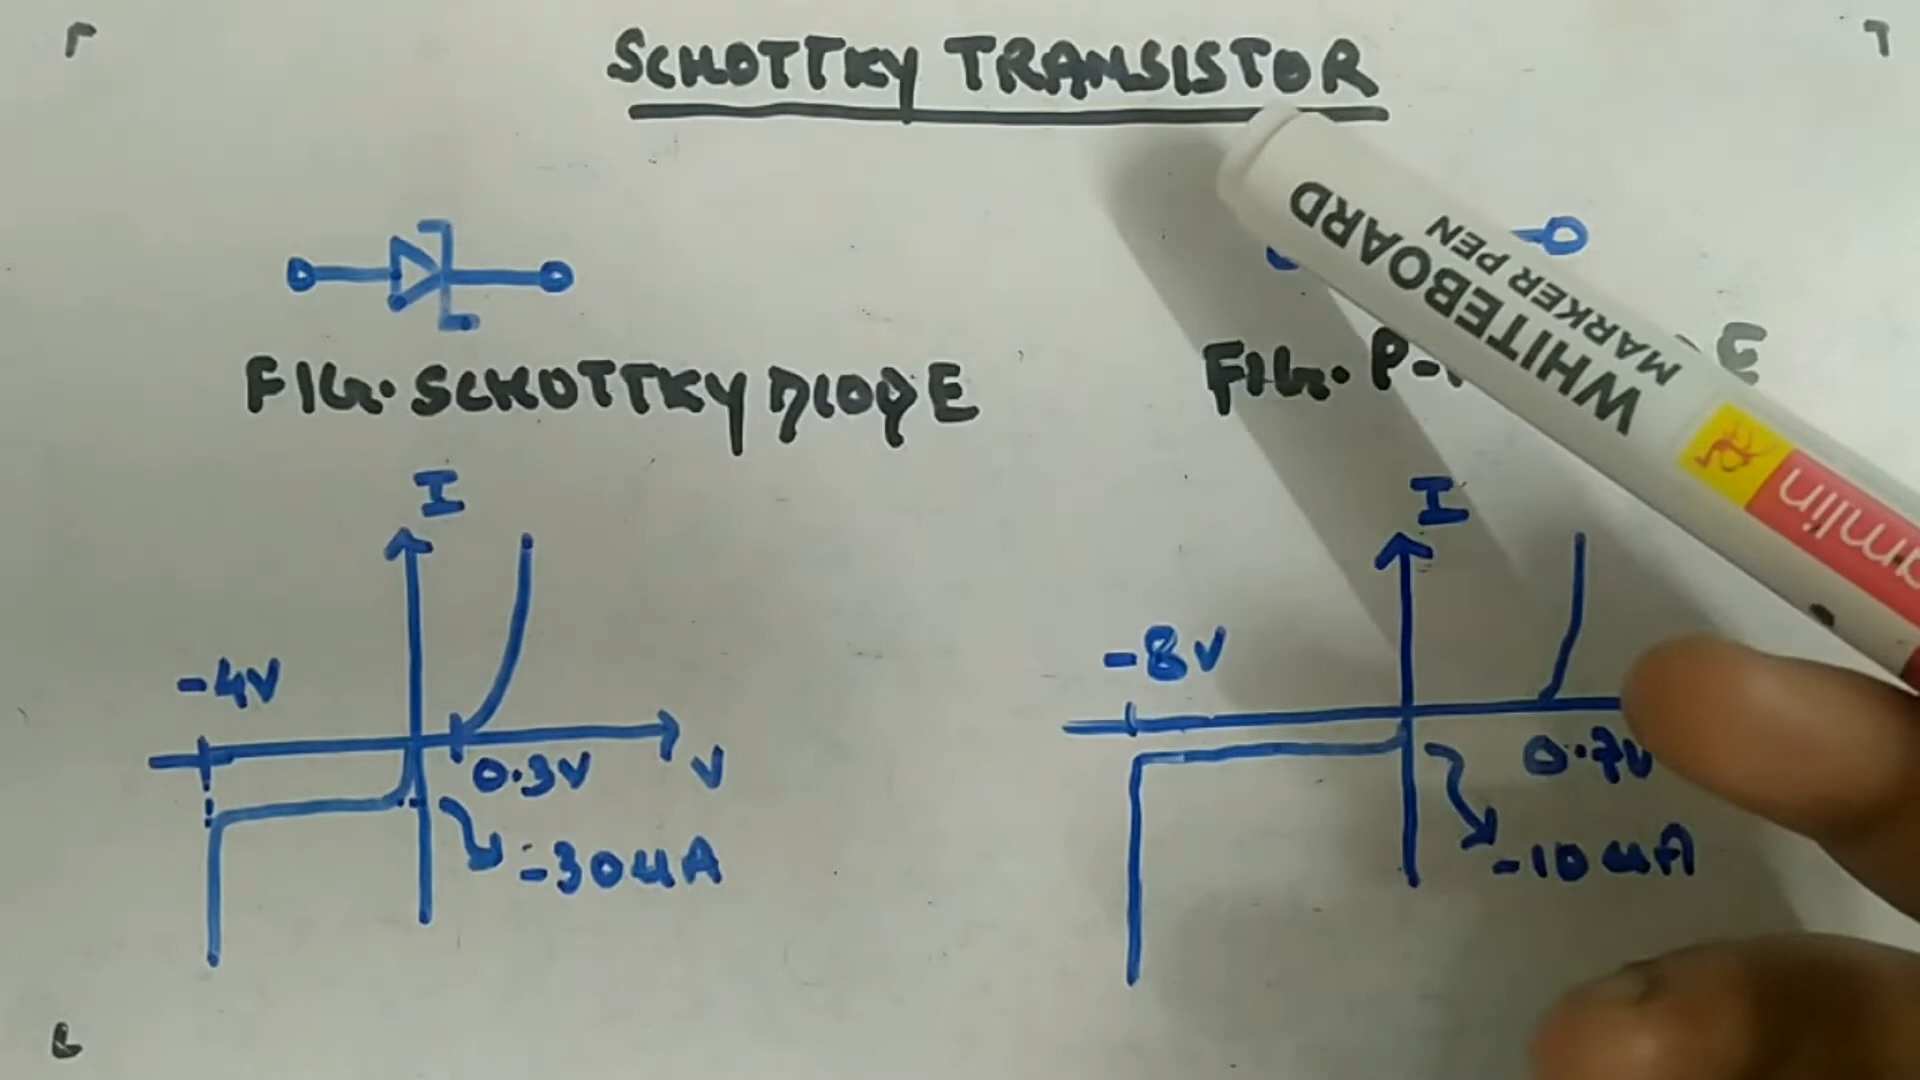 SCHOTTKY TRANSISTOR
WHITEBOARD
MARKER PEN
FIG. SCHOTTKY DIODE
FIG. P-
E
I
I
-4V
-8V
0.3V
V
0.7V
-30uA
-10uA